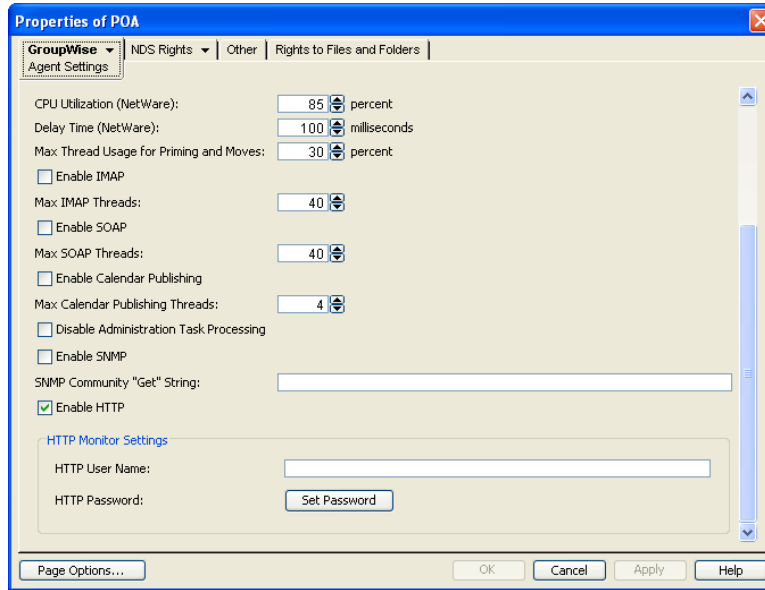 Properties of POA
GroupWise NDS Rights Other Rights to Files and Folders
Agent Settings
CPU Utilization (NetWare): 85 percent
Delay Time (NetWare): 100 milliseconds
Max Thread Usage for Priming and Moves: 30 percent
Enable IMAP
Max IMAP Threads: 40
Enable SOAP
Max SOAP Threads: 40
Enable Calendar Publishing
Max Calendar Publishing Threads: 4
Disable Administration Task Processing
Enable SNMP
SNMP Community "Get" String:
Enable HTTP
HTTP Monitor Settings
HTTP User Name:
HTTP Password: Set Password
Page Options... OK Cancel Apply Help